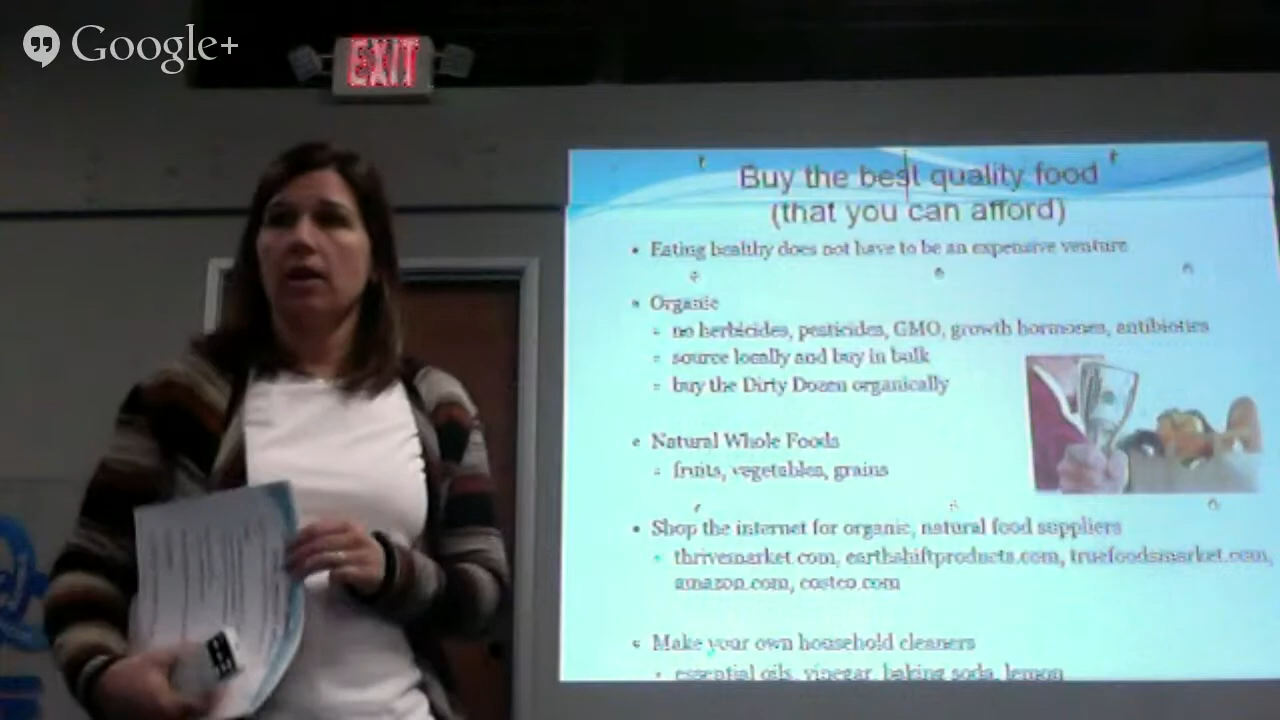 Google+
EXIT
Buy the best quality food
(that you can afford)
• Eating healthy does not have to be an expensive venture
• Organic
▫ no herbicides, pesticides, GMO, growth hormones, antibiotics
▫ source locally and buy in bulk
▫ buy the Dirty Dozen organically
• Natural Whole Foods
▫ fruits, vegetables, grains
• Shop the internet for organic, natural food suppliers
▫ thrivemarket.com, earthshiftproducts.com, truefoodsmarket.com,
amazon.com, costco.com
• Make your own household cleaners
▫ essential oils, vinegar, baking soda, lemon